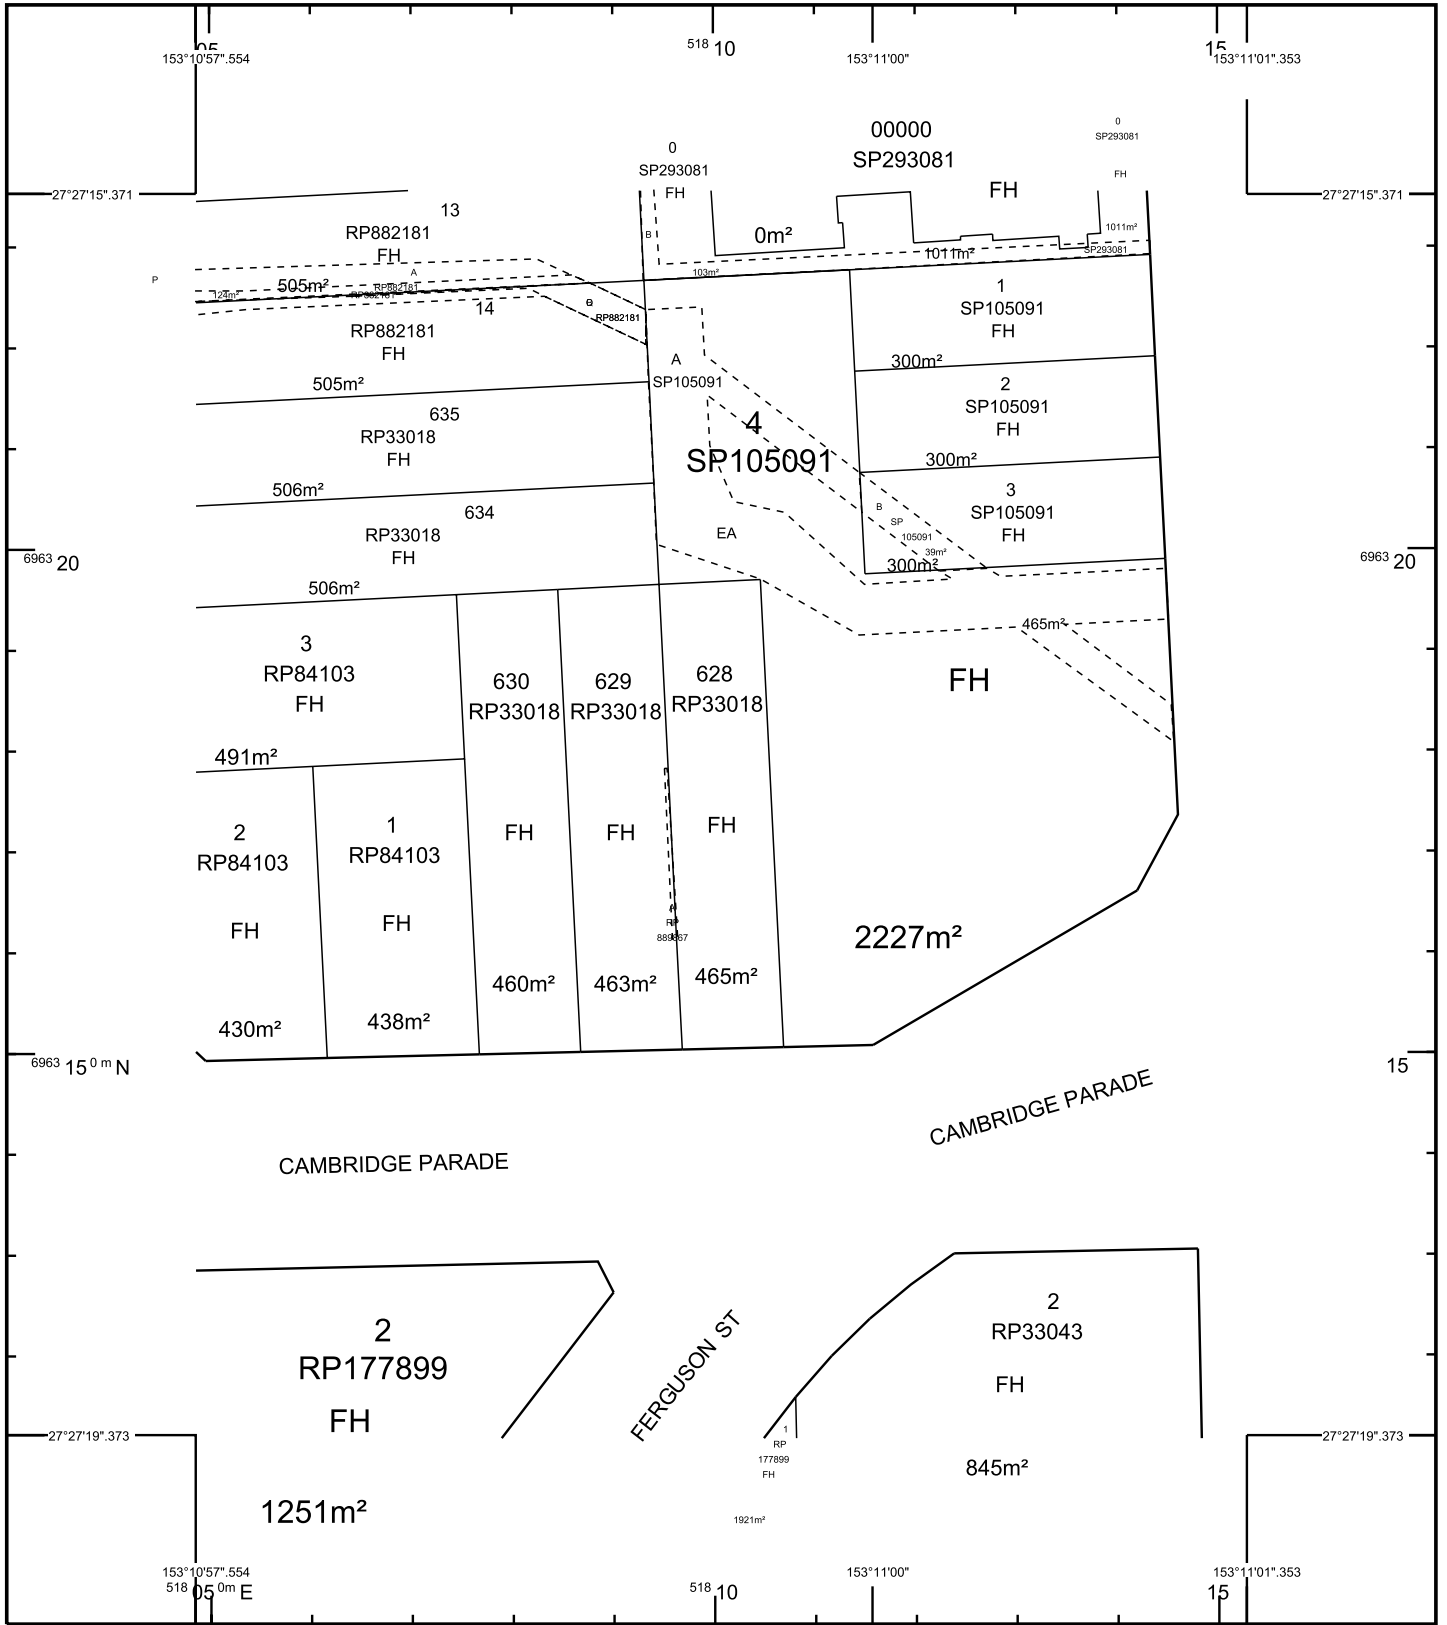 05
518 10
15
153°10'57".554
153°11'00"
153°11'01".353
27°27'15".371
27°27'15".371
0
SP293081
FH
00000
SP293081
FH
0
SP293081
FH
B
0m²
1011m²
1011m²
SP293081
103m²
13
RP882181
FH
P
A
RP882181
505m²
124m²
RP882181
14
RP882181
FH
505m²
RP882181
1
SP105091
FH
300m²
A
SP105091
2
SP105091
FH
300m²
635
RP33018
FH
506m²
4
SP105091
3
SP105091
FH
300m²
B
SP
105091
39m²
634
RP33018
FH
506m²
EA
6963 20
6963 20
465m²
FH
2227m²
3
RP84103
FH
491m²
630
RP33018
FH
460m²
629
RP33018
FH
463m²
628
RP33018
FH
465m²
2
RP84103
FH
430m²
1
RP84103
FH
438m²
A
RP
889667
6963 15 0 m N
15
CAMBRIDGE PARADE
CAMBRIDGE PARADE
FERGUSON ST
2
RP177899
FH
1251m²
2
RP33043
FH
845m²
1
RP
177899
FH
1921m²
27°27'19".373
27°27'19".373
153°10'57".554
153°11'00"
153°11'01".353
518 05 0m E
518 10
15